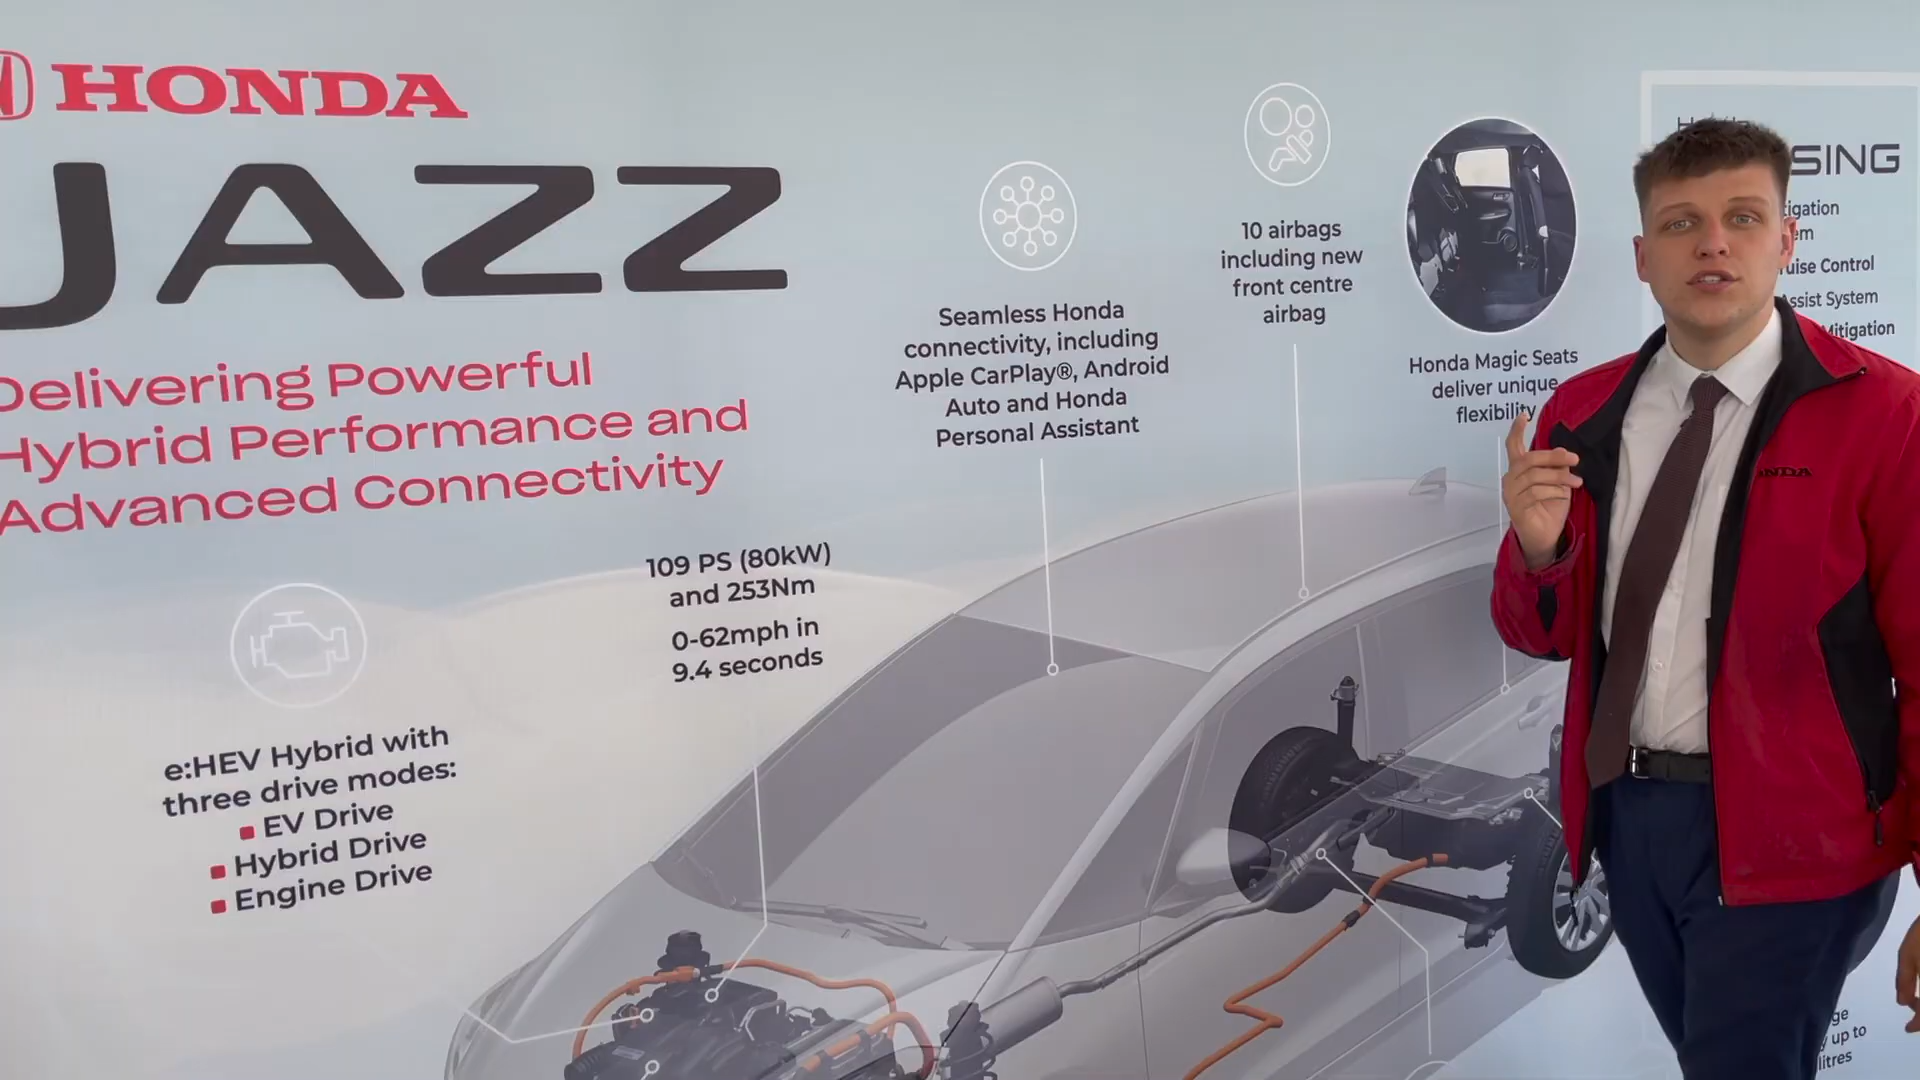 HONDA
JAZZ
Delivering Powerful
Hybrid Performance and
Advanced Connectivity
e:HEV Hybrid with
three drive modes:
EV Drive
Hybrid Drive
Engine Drive
109 PS (80kW)
and 253Nm
0-62mph in
9.4 seconds
Seamless Honda
connectivity, including
Apple CarPlay®, Android
Auto and Honda
Personal Assistant
10 airbags
including new
front centre
airbag
Honda Magic Seats
deliver unique
flexibility
SING
Control
Assist System
Mitigation
HONDA
up to
litres